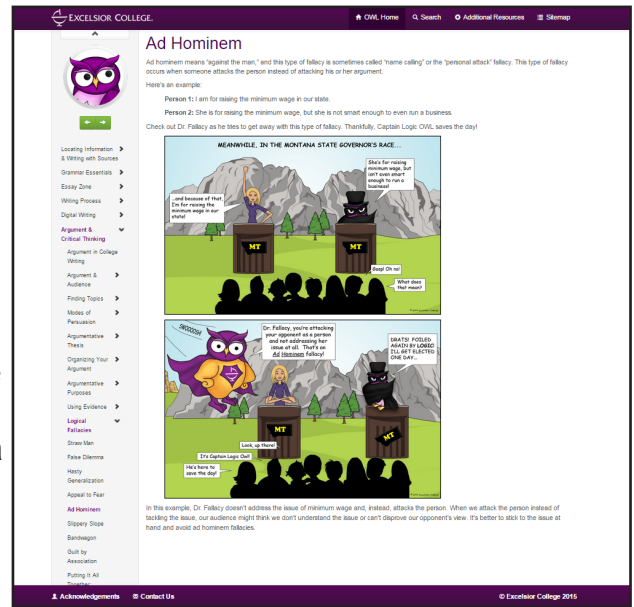 EXCELSIOR COLLEGE.
OWL Home
Search
Additional Resources
Sitemap
Locating Information
& Writing with Sources
Grammar Essentials
Essay Zone
Writing Process
Digital Writing
Argument &
Critical Thinking
Argument in College
Writing
Argument &
Audience
Finding Topics
Modes of
Persuasion
Argumentative
Thesis
Organizing Your
Argument
Argumentative
Purposes
Using Evidence
Logical
Fallacies
Straw Man
False Dilemma
Hasty
Generalization
Appeal to Fear
Ad Hominem
Slippery Slope
Bandwagon
Guilt by
Association
Putting It All
Together
Ad Hominem
Ad hominem means "against the man," and this type of fallacy is sometimes called "name calling" or the "personal attack" fallacy. This type of fallacy
occurs when someone attacks the person instead of attacking his or her argument.
Here's an example:
Person 1: I am for raising the minimum wage in our state.
Person 2: She is for raising the minimum wage, but she is not smart enough to even run a business.
Check out Dr. Fallacy as he tries to get away with this type of fallacy. Thankfully, Captain Logic OWL saves the day!
MEANWHILE, IN THE MONTANA STATE GOVERNOR'S RACE...
...and because of that,
I'm for raising the
minimum wage in our
state!
She's for raising
minimum wage, but
isn't even smart
enough to run a
business!
MT
MT
Gasp! Oh no!
What does
that mean?
SWOOOSH!
Dr. Fallacy, you're attacking
your opponent as a person
and not addressing her
issue at all. That's an
Ad Hominem fallacy!
DRATS! FOILED
AGAIN BY LOGIC!
I'LL GET ELECTED
ONE DAY...
MT
MT
Look, up there!
It's Captain Logic Owl!
He's here to
save the day!
In this example, Dr. Fallacy doesn't address the issue of minimum wage and, instead, attacks the person. When we attack the person instead of
tackling the issue, our audience might think we don't understand the issue or can't disprove our opponent's view. It's better to stick to the issue at
hand and avoid ad hominem fallacies.
Acknowledgements
Contact Us
© Excelsior College 2015